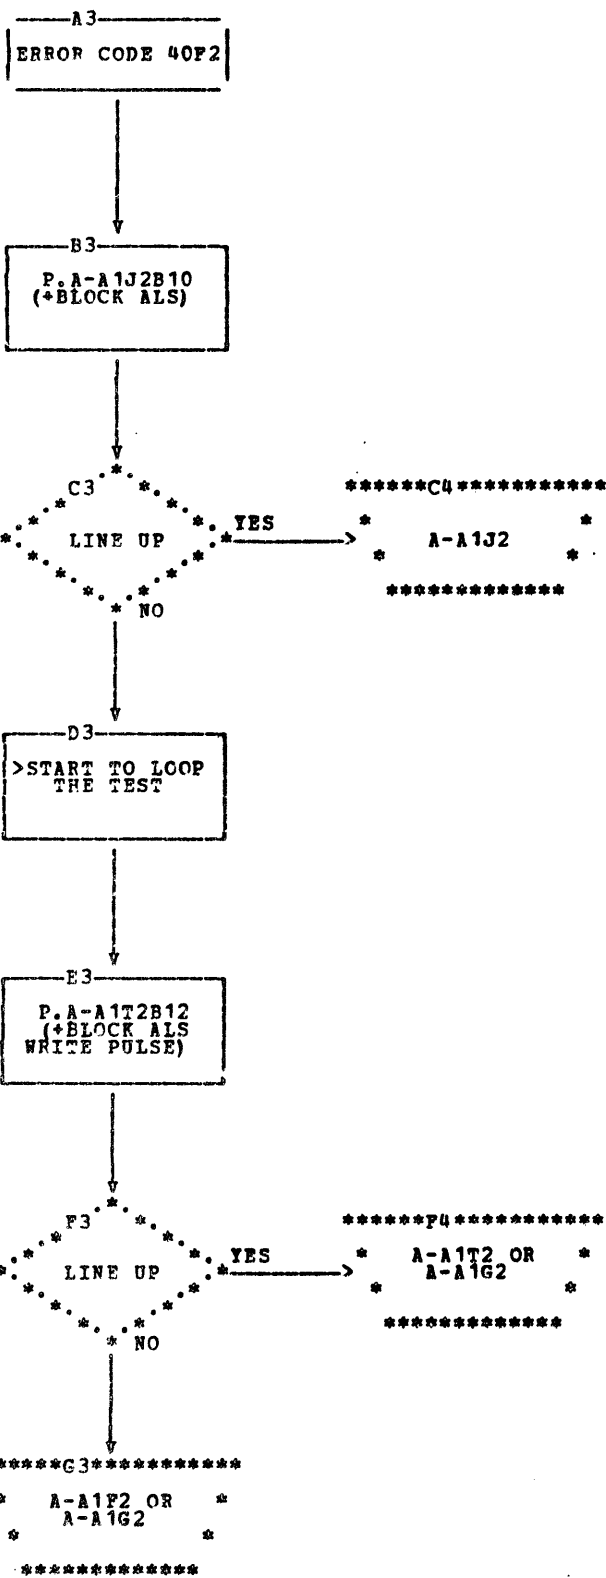 A3
ERROR CODE 40F2
B3
P.A-A1J2B10
(+BLOCK ALS)
C3
LINE UP
YES
NO
******C4***********
A-A1J2
*************
D3
>START TO LOOP
THE TEST
E3
P.A-A1T2B12
(+BLOCK ALS
WRITE PULSE)
F3
LINE UP
YES
NO
******F4***********
A-A1T2 OR
A-A1G2
*************
*****G3***********
A-A1F2 OR
A-A1G2
*************